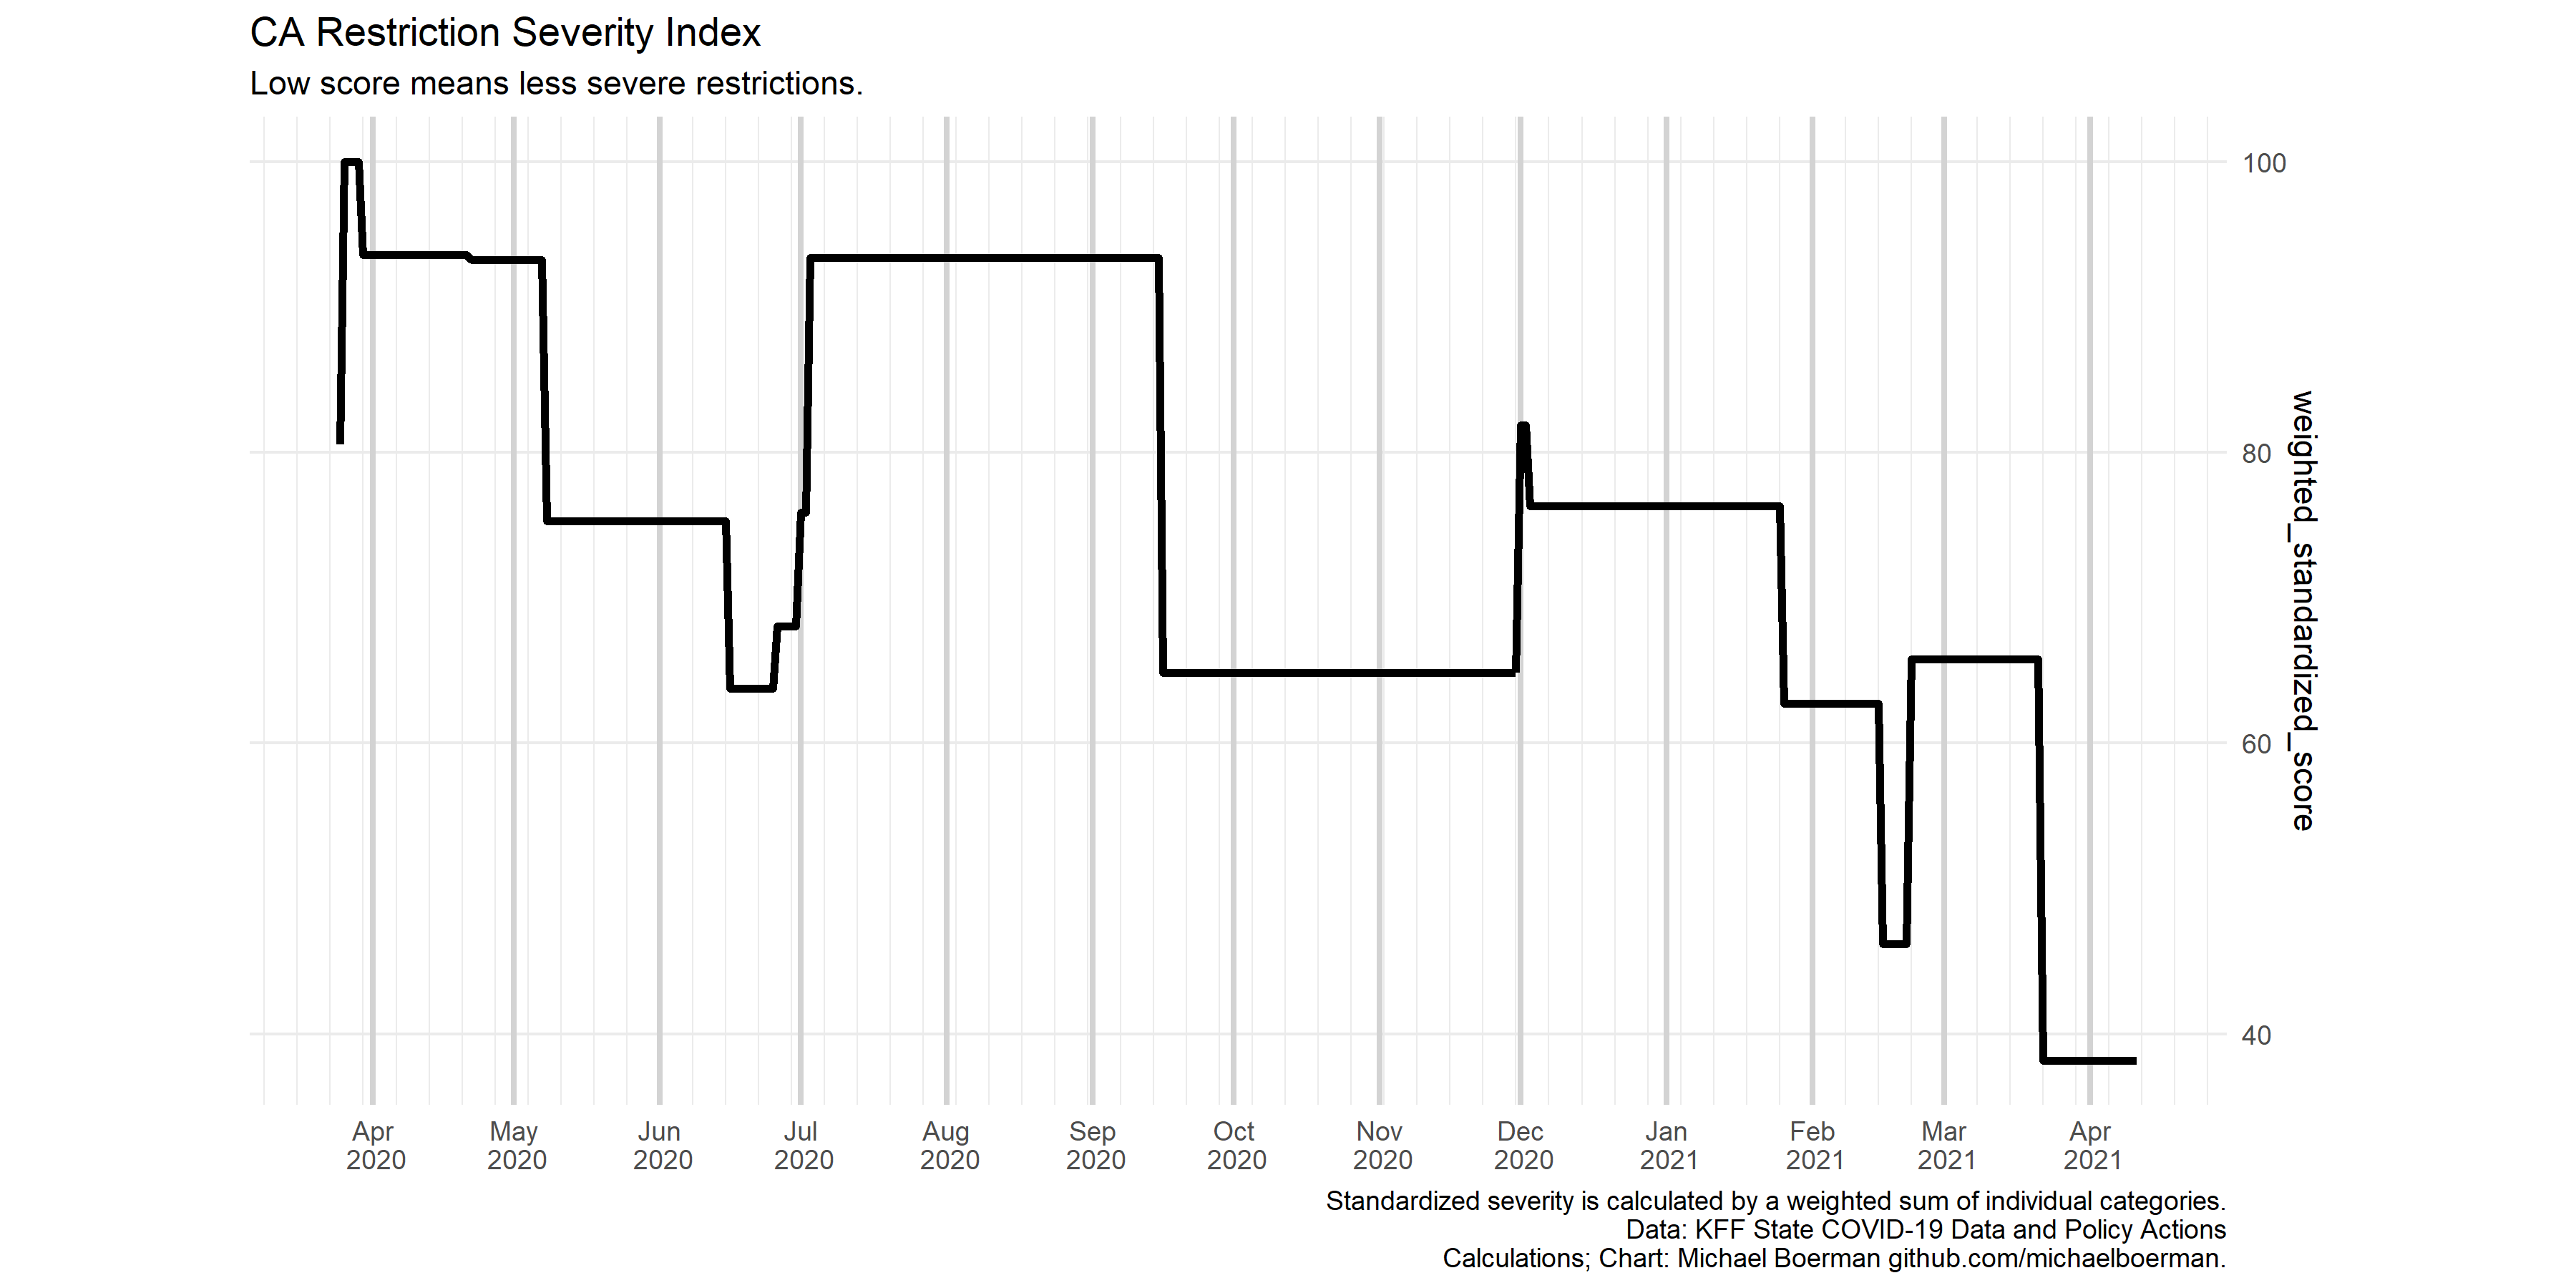 CA Restriction Severity Index
Low score means less severe restrictions.
100
80
60
40
weighted_standardized_score
Apr
2020
May
2020
Jun
2020
Jul
2020
Aug
2020
Sep
2020
Oct
2020
Nov
2020
Dec
2020
Jan
2021
Feb
2021
Mar
2021
Apr
2021
Standardized severity is calculated by a weighted sum of individual categories.
Data: KFF State COVID-19 Data and Policy Actions
Calculations; Chart: Michael Boerman github.com/michaelboerman.